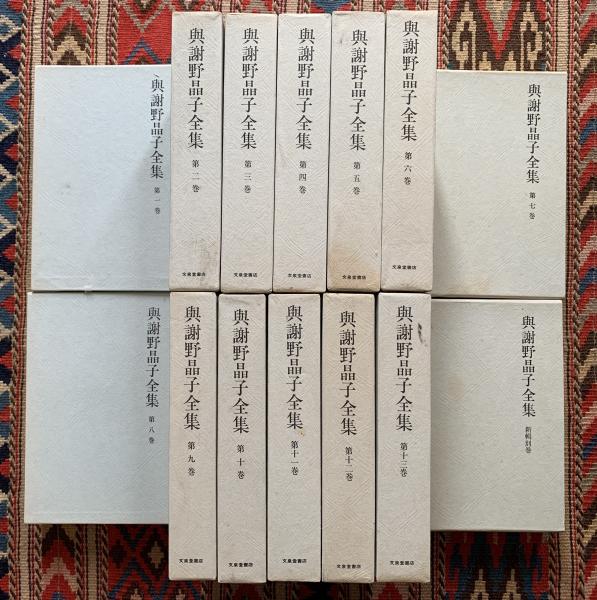 與謝野晶子全集 第一巻
與謝野晶子全集 第二巻
文泉堂書店
與謝野晶子全集 第三巻
文泉堂書店
與謝野晶子全集 第四巻
文泉堂書店
與謝野晶子全集 第五巻
文泉堂書店
與謝野晶子全集 第六巻
文泉堂書店
與謝野晶子全集 第七巻
與謝野晶子全集 第八巻
與謝野晶子全集 第九巻
文泉堂書店
與謝野晶子全集 第十巻
文泉堂書店
與謝野晶子全集 第十一巻
文泉堂書店
與謝野晶子全集 第十二巻
文泉堂書店
與謝野晶子全集 第十三巻
文泉堂書店
與謝野晶子全集 新輯別巻